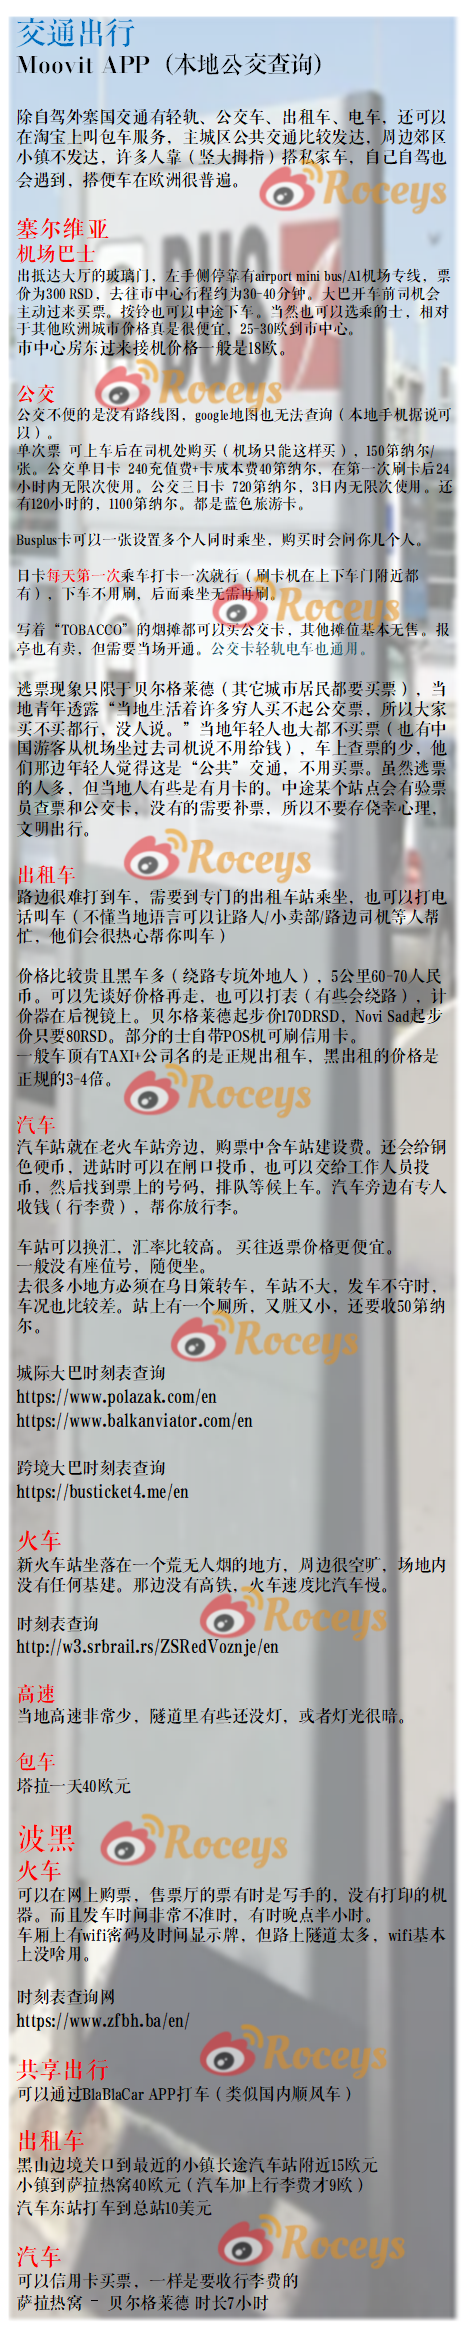 交通出行
Moovit APP（本地公交查询）
除自驾外塞国交通有轻轨、公交车、出租车、电车，还可以
在淘宝上叫包车服务，主城区公共交通比较发达，周边郊区
小镇不发达，许多人靠（竖大拇指）搭私家车，自己自驾也
会遇到，搭便车在欧洲很普遍。
Roceys
塞尔维亚
机场巴士
出抵达大厅的玻璃门，左手侧停靠有airport mini bus/A1机场专线，票
价为300 RSD，去往市中心行程约为30-40分钟。大巴开车前司机会
主动过来买票。按铃也可以中途下车。当然也可以选乘的士，相对
于其他欧洲城市价格真是很便宜，25-30欧到市中心。
市中心房东过来接机价格一般是18欧。
Roceys
公交
公交不便的是没有路线图，google地图也无法查询（本地手机据说可
以）。
单次票 可上车后在司机处购买（机场只能这样买），150第纳尔/
张。公交单日卡 240充值费+卡成本费40第纳尔，在第一次刷卡后24
小时内无限次使用。公交三日卡 720第纳尔，3日内无限次使用。还
有120小时的，1100第纳尔。都是蓝色旅游卡。
Busplus卡可以一张设置多个人同时乘坐，购买时会问你几个人。
日卡每天第一次乘车打卡一次就行（刷卡机在上下车门附近都
有），下车不用刷，后面乘坐无需再刷。
Roceys
写着“TOBACCO”的烟摊都可以买公交卡，其他摊位基本无售。报
亭也有卖，但需要当场开通。公交卡轻轨电车也通用。
逃票现象只限于贝尔格莱德（其它城市居民都要买票），当
地青年透露“当地生活着许多穷人买不起公交票，所以大家
买不买都行，没人说。”当地年轻人也大都不买票（也有中
国游客从机场坐过去司机说不用给钱），车上查票的少，他
们那边年轻人觉得这是“公共”交通，不用买票。虽然逃票
的人多，但当地人有些是有月卡的。中途某个站点会有验票
员查票和公交卡，没有的需要补票，所以不要存侥幸心理，
文明出行。
Roceys
出租车
路边很难打到车，需要到专门的出租车站乘坐，也可以打电
话叫车（不懂当地语言可以让路人/小卖部/路边司机等人帮
忙，他们会很热心帮你叫车）
价格比较贵且黑车多（绕路专坑外地人），5公里60-70人民
币。可以先谈好价格再走，也可以打表（有些会绕路），计
价器在后视镜上。贝尔格莱德起步价170DRSD，Novi Sad起步
价只要80RSD。部分的士自带POS机可刷信用卡。
一般车顶有TAXI+公司名的是正规出租车，黑出租的价格是
正规的3-4倍。
Roceys
汽车
汽车站就在老火车站旁边，购票中含车站建设费。还会给铜
色硬币，进站时可以在闸口投币，也可以交给工作人员投
币，然后找到票上的号码，排队等候上车。汽车旁边有专人
收钱（行李费），帮你放行李。
车站可以换汇，汇率比较高。 买往返票价格更便宜。
一般没有座位号，随便坐。
去很多小地方必须在乌日策转车，车站不大，发车不守时，
车况也比较差。站上有一个厕所，又脏又小，还要收50第纳
尔。
Roceys
城际大巴时刻表查询
https://www.polazak.com/en
https://www.balkanviator.com/en
跨境大巴时刻表查询
https://busticket4.me/en
火车
新火车站坐落在一个荒无人烟的地方，周边很空旷，场地内
没有任何基建。那边没有高铁，火车速度比汽车慢。
Roceys
时刻表查询
http://w3.srbrail.rs/ZSRedVoznje/en
高速
当地高速非常少，隧道里有些还没灯，或者灯光很暗。
包车
塔拉一天40欧元
波黑
Roceys
火车
可以在网上购票，售票厅的票有时是写手的，没有打印的机
器。而且发车时间非常不准时，有时晚点半小时。
车厢上有wifi密码及时间显示牌，但路上隧道太多，wifi基本
上没啥用。
时刻表查询网
https://www.zfbh.ba/en/
Roceys
共享出行
可以通过BlaBlaCar APP打车（类似国内顺风车）
出租车
黑山边境关口到最近的小镇长途汽车站附近15欧元
小镇到萨拉热窝40欧元（汽车加上行李费才9欧）
汽车东站打车到总站10美元
Roceys
汽车
可以信用卡买票，一样是要收行李费的
萨拉热窝 - 贝尔格莱德 时长7小时